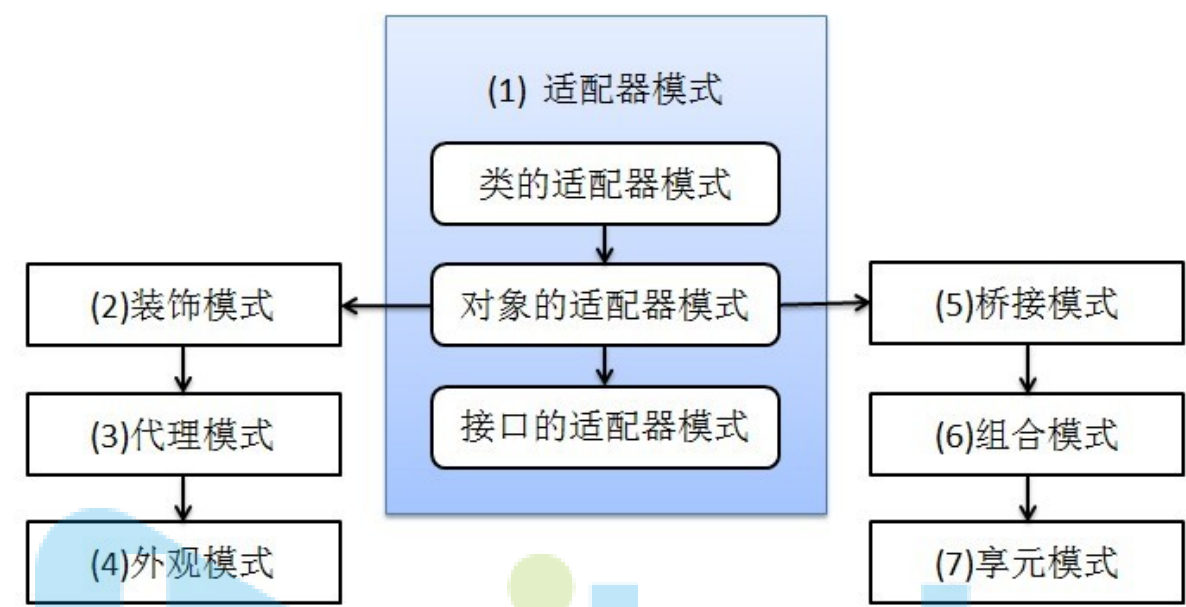 (1) 适配器模式
类的适配器模式
对象的适配器模式
接口的适配器模式
(2)装饰模式
(3)代理模式
(4)外观模式
(5)桥接模式
(6)组合模式
(7)享元模式